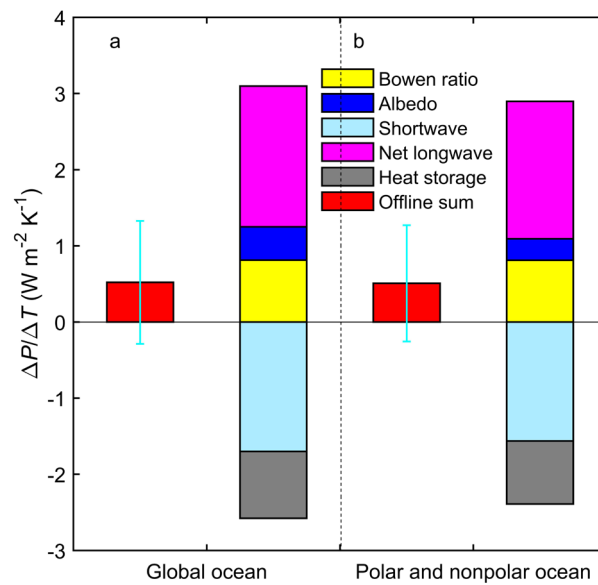 4
3
2
1
0
-1
-2
-3
ΔP/ΔT (W m⁻² K⁻¹)
a
b
Bowen ratio
Albedo
Shortwave
Net longwave
Heat storage
Offline sum
Global ocean
Polar and nonpolar ocean